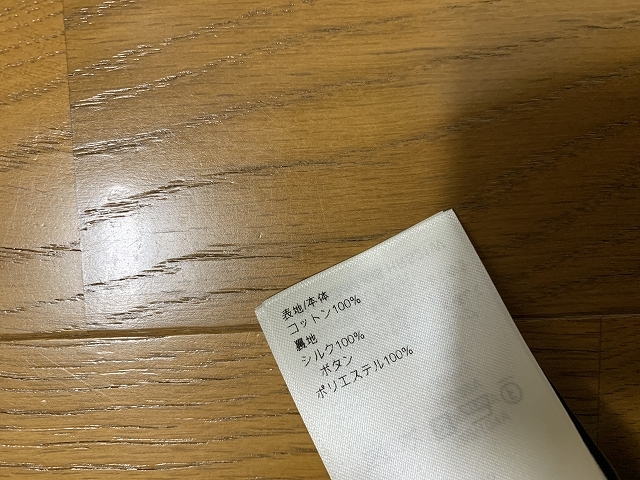 表地/本体
コットン100%
裏地
シルク100%
ボタン
ポリエステル100%